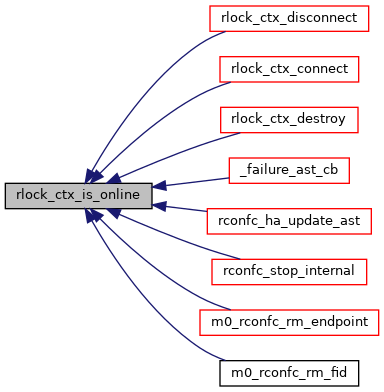 rlock_ctx_disconnect
rlock_ctx_connect
rlock_ctx_destroy
_failure_ast_cb
rlock_ctx_is_online
rconfc_ha_update_ast
rconfc_stop_internal
m0_rconfc_rm_endpoint
m0_rconfc_rm_fid